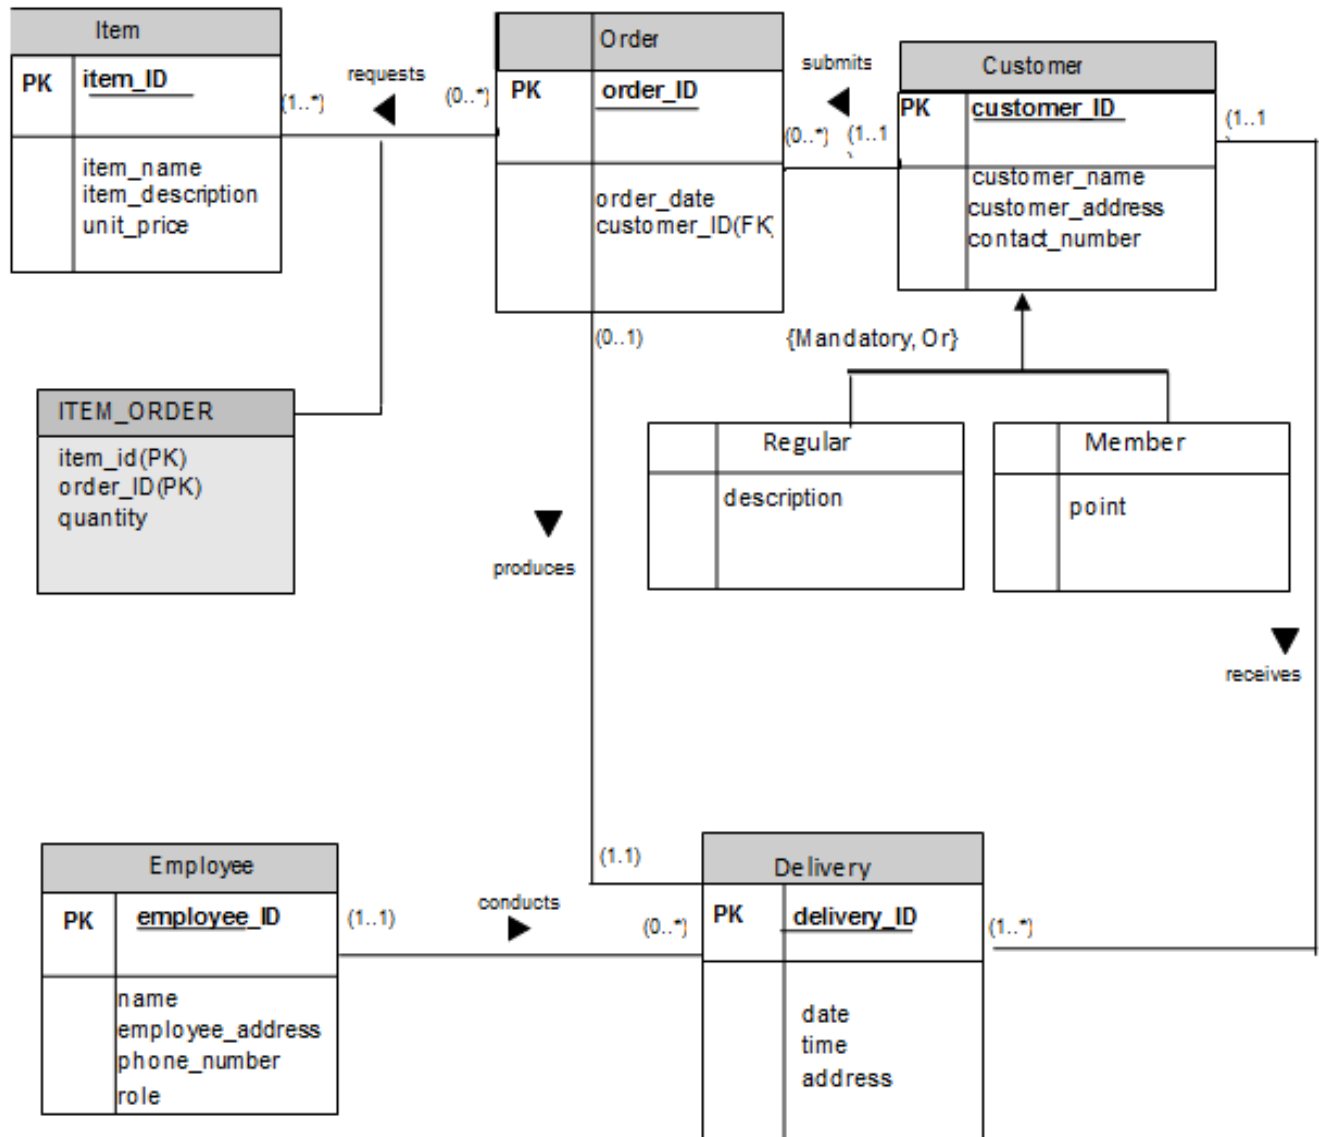 Item
PK item_ID
item_name
item_description
unit_price
requests
(1..*)
(0..*)
Order
PK order_ID
order_date
customer_ID(FK)
submits
(0..*) (1..1
Customer
PK customer_ID
customer_name
customer_address
contact_number
(1..1
{Mandatory, Or}
Regular
description
Member
point
ITEM_ORDER
item_id(PK)
order_ID(PK)
quantity
(0..1)
produces
(1.1)
receives
(1..*)
Employee
PK employee_ID
name
employee_address
phone_number
role
(1..1)
conducts
(0..*)
Delivery
PK delivery_ID
date
time
address